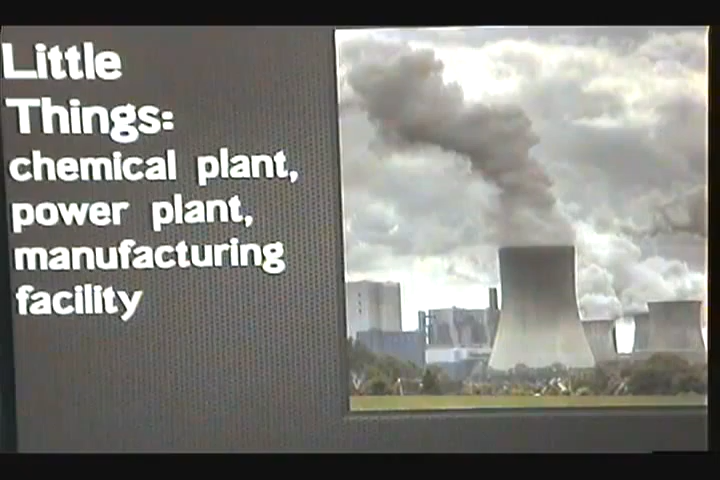 Little
Things:
chemical plant,
power plant,
manufacturing
facility